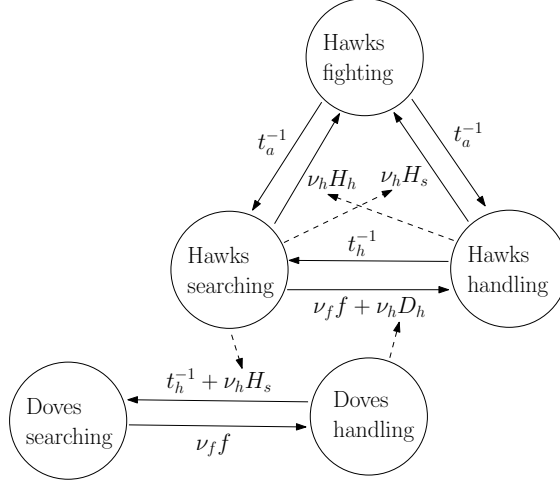 Hawks
fighting
t_a^{-1}
t_a^{-1}
ν_h H_h
ν_h H_s
Hawks
searching
t_h^{-1}
ν_f f + ν_h D_h
Hawks
handling
Doves
searching
t_h^{-1} + ν_h H_s
ν_f f
Doves
handling